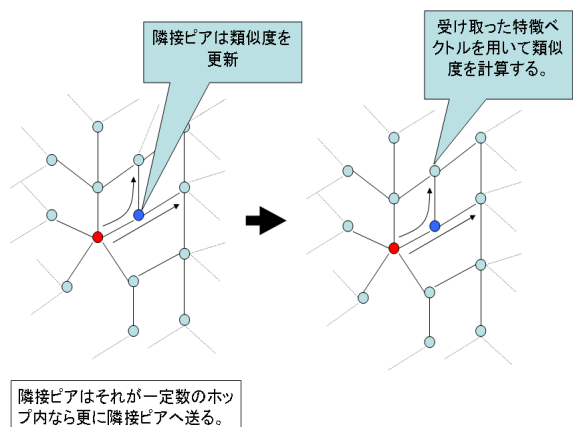 隣接ピアは類似度を
更新
受け取った特徴ベ
クトルを用いて類似
度を計算する。
隣接ピアはそれが一定数のホッ
プ内なら更に隣接ピアへ送る。